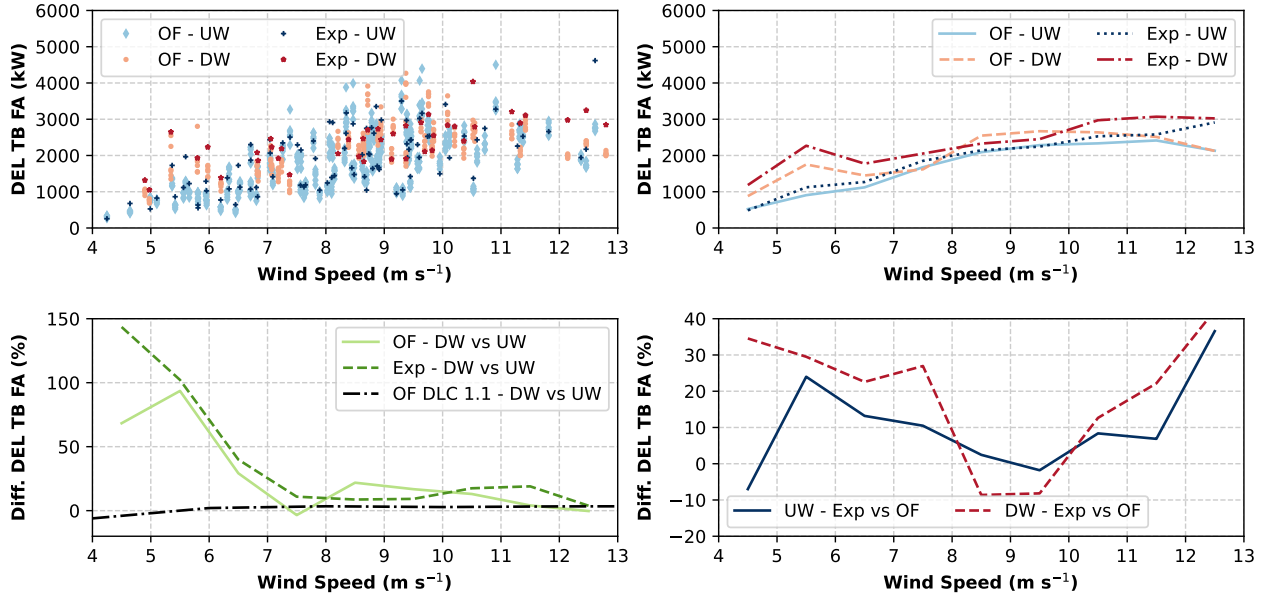 6000
5000
4000
3000
2000
1000
0
DEL TB FA (kW)
OF - UW
OF - DW
Exp - UW
Exp - DW
4 5 6 7 8 9 10 11 12 13
Wind Speed (m s⁻¹)
6000
5000
4000
3000
2000
1000
0
DEL TB FA (kW)
OF - UW
OF - DW
Exp - UW
Exp - DW
4 5 6 7 8 9 10 11 12 13
Wind Speed (m s⁻¹)
150
100
50
0
Diff. DEL TB FA (%)
OF - DW vs UW
Exp - DW vs UW
OF DLC 1.1 - DW vs UW
4 5 6 7 8 9 10 11 12 13
Wind Speed (m s⁻¹)
40
30
20
10
0
−10
−20
Diff. DEL TB FA (%)
UW - Exp vs OF
DW - Exp vs OF
4 5 6 7 8 9 10 11 12 13
Wind Speed (m s⁻¹)